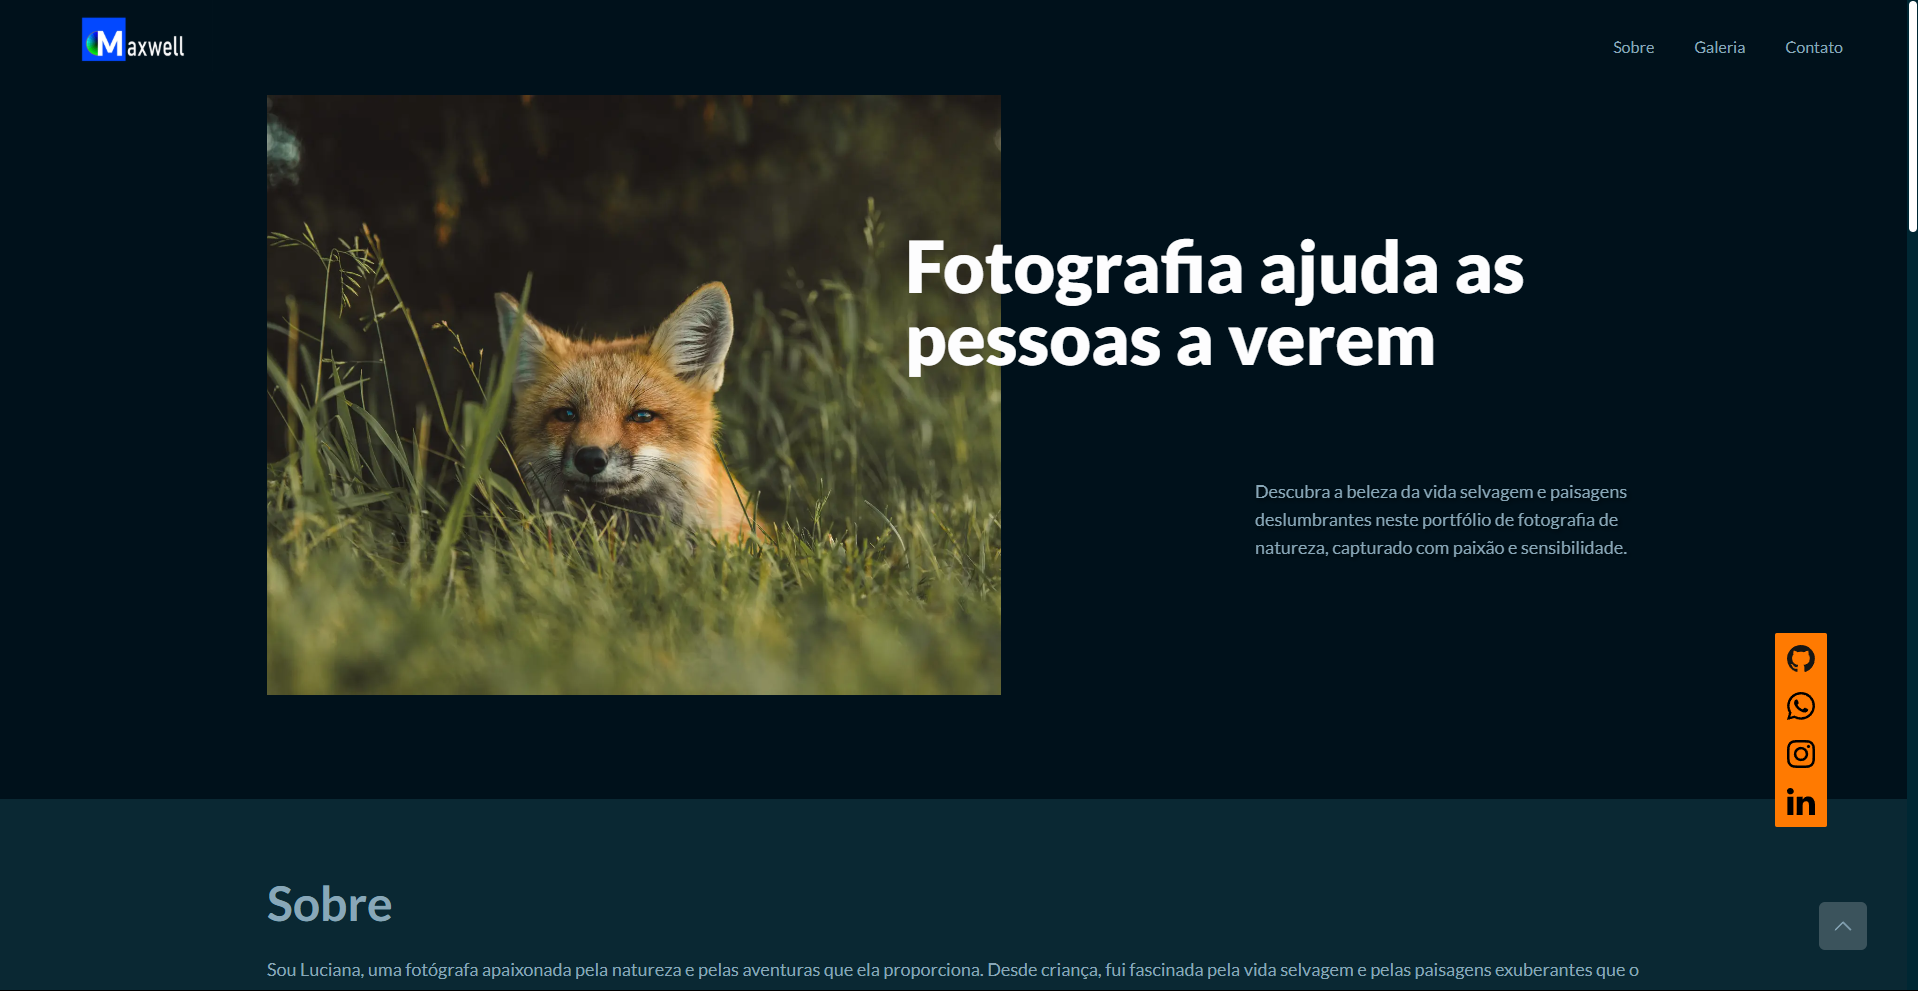 Maxwell
Sobre
Galeria
Contato
Fotografia ajuda as
pessoas a verem
Descubra a beleza da vida selvagem e paisagens
deslumbrantes neste portfólio de fotografia de
natureza, capturado com paixão e sensibilidade.
in
Sobre
Sou Luciana, uma fotógrafa apaixonada pela natureza e pelas aventuras que ela proporciona. Desde criança, fui fascinada pela vida selvagem e pelas paisagens exuberantes que o